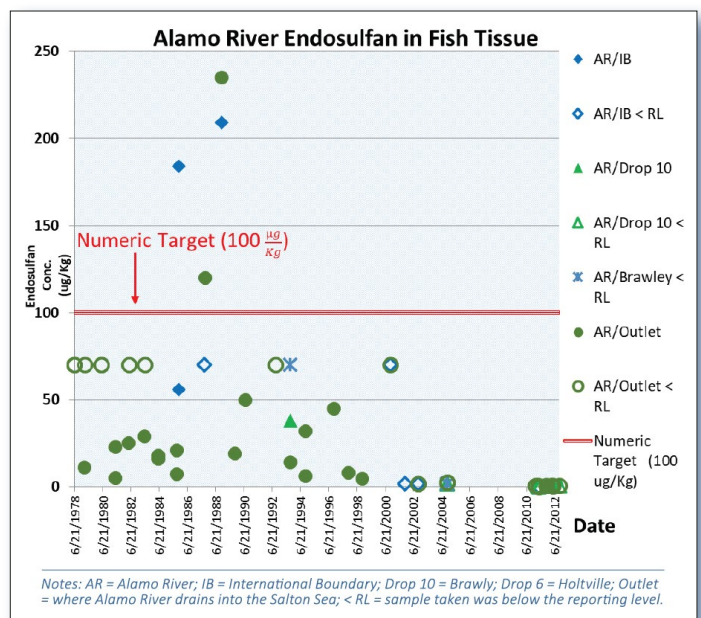 Alamo River Endosulfan in Fish Tissue
250
200
150
100
50
0
Endosulfan
Conc.
(ug/Kg)
Numeric Target (100 μg/Kg)
6/21/1978
6/21/1980
6/21/1982
6/21/1984
6/21/1986
6/21/1988
6/21/1990
6/21/1992
6/21/1994
6/21/1996
6/21/1998
6/21/2000
6/21/2002
6/21/2004
6/21/2006
6/21/2008
6/21/2010
6/21/2012
Date
AR/IB
AR/IB < RL
AR/Drop 10
AR/Drop 10 <
RL
AR/Brawley <
RL
AR/Outlet
AR/Outlet <
RL
Numeric
Target (100
ug/Kg)
Notes: AR = Alamo River; IB = International Boundary; Drop 10 = Brawly; Drop 6 = Holtville; Outlet
= where Alamo River drains into the Salton Sea; < RL = sample taken was below the reporting level.